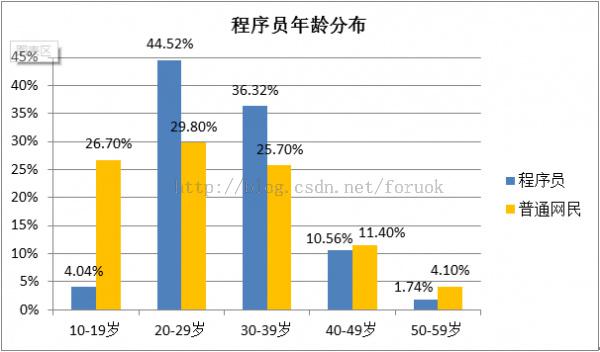 程序员年龄分布
图表区
45%
40%
35%
30%
25%
20%
15%
10%
5%
0%
4.04%
26.70%
44.52%
29.80%
36.32%
25.70%
10.56%
11.40%
1.74%
4.10%
10-19岁
20-29岁
30-39岁
40-49岁
50-59岁
程序员
普通网民
http://blog.csdn.net/foruok